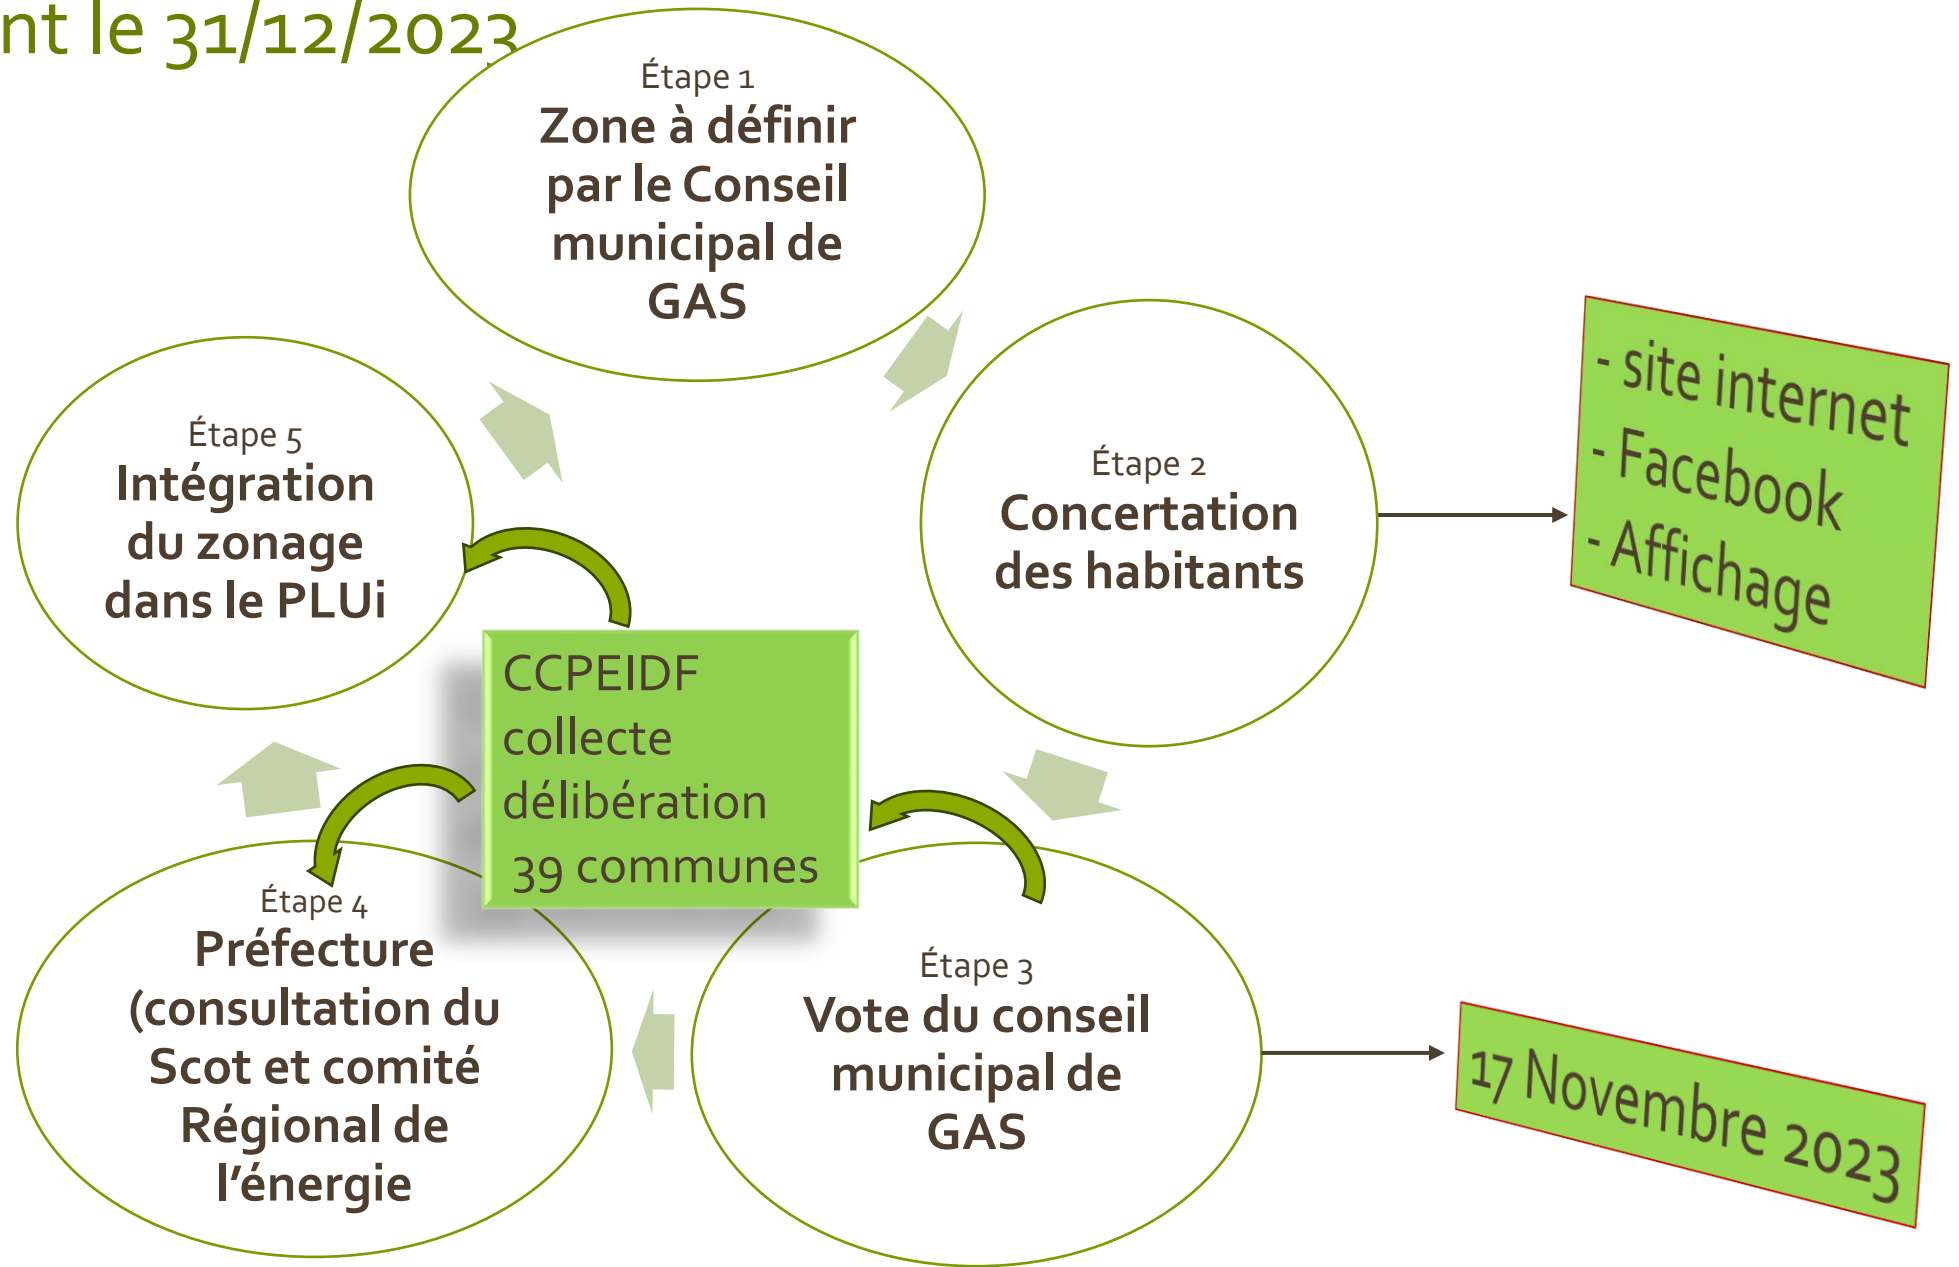 nt le 31/12/2023
Étape 1
Zone à définir
par le Conseil
municipal de
GAS
Étape 2
Concertation
des habitants
- site internet
- Facebook
- Affichage
Étape 3
Vote du conseil
municipal de
GAS
17 Novembre 2023
CCPEIDF
collecte
délibération
39 communes
Étape 4
Préfecture
(consultation du
Scot et comité
Régional de
l'énergie
Étape 5
Intégration
du zonage
dans le PLUi